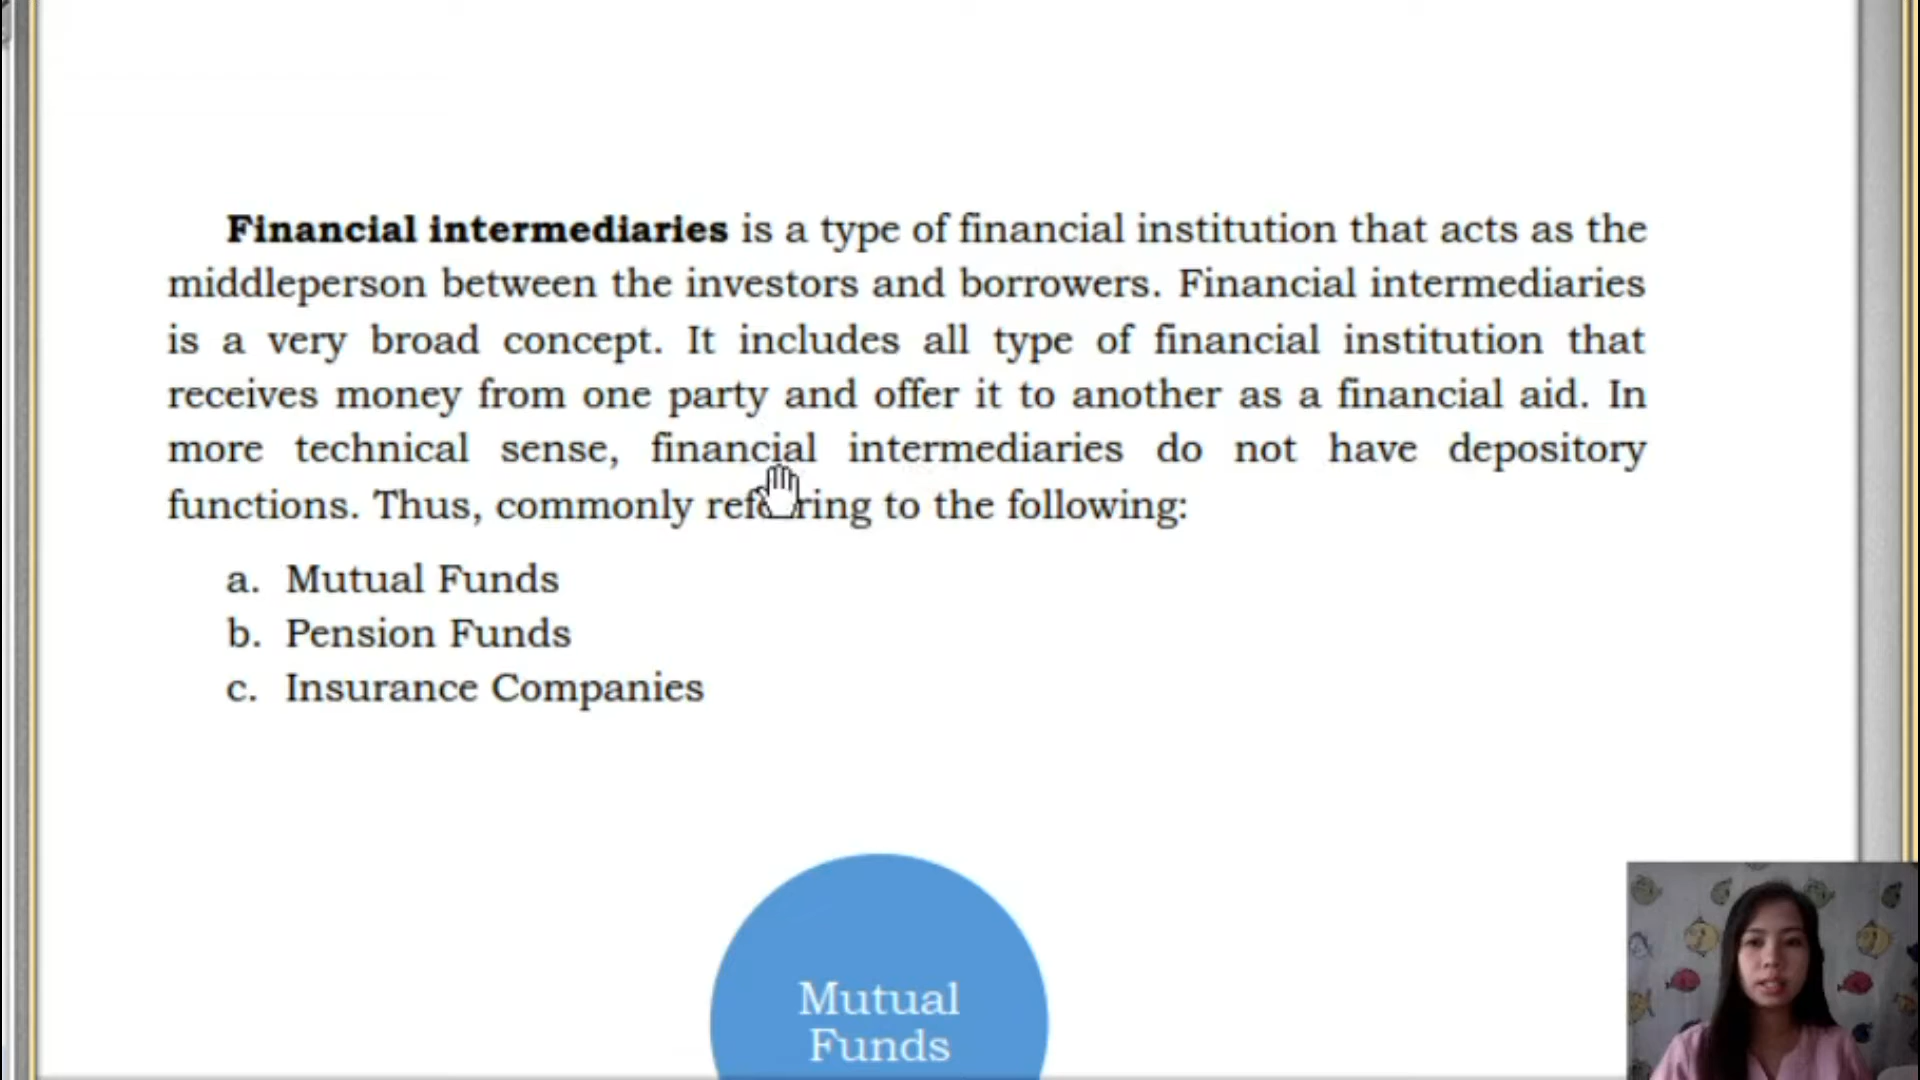 Financial intermediaries is a type of financial institution that acts as the
middleperson between the investors and borrowers. Financial intermediaries
is a very broad concept. It includes all type of financial institution that
receives money from one party and offer it to another as a financial aid. In
more technical sense, financial intermediaries do not have depository
functions. Thus, commonly referring to the following:
a. Mutual Funds
b. Pension Funds
c. Insurance Companies
Mutual
Funds